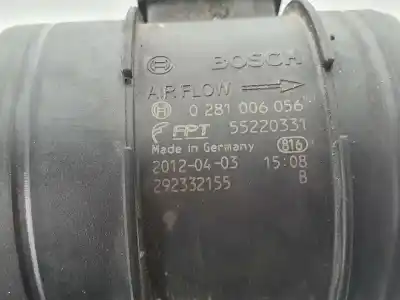 BOSCH
AIR FLOW
0 281 006 056
FPT 55220331
Made in Germany 816
2012-04-03 15:08
292332155 B